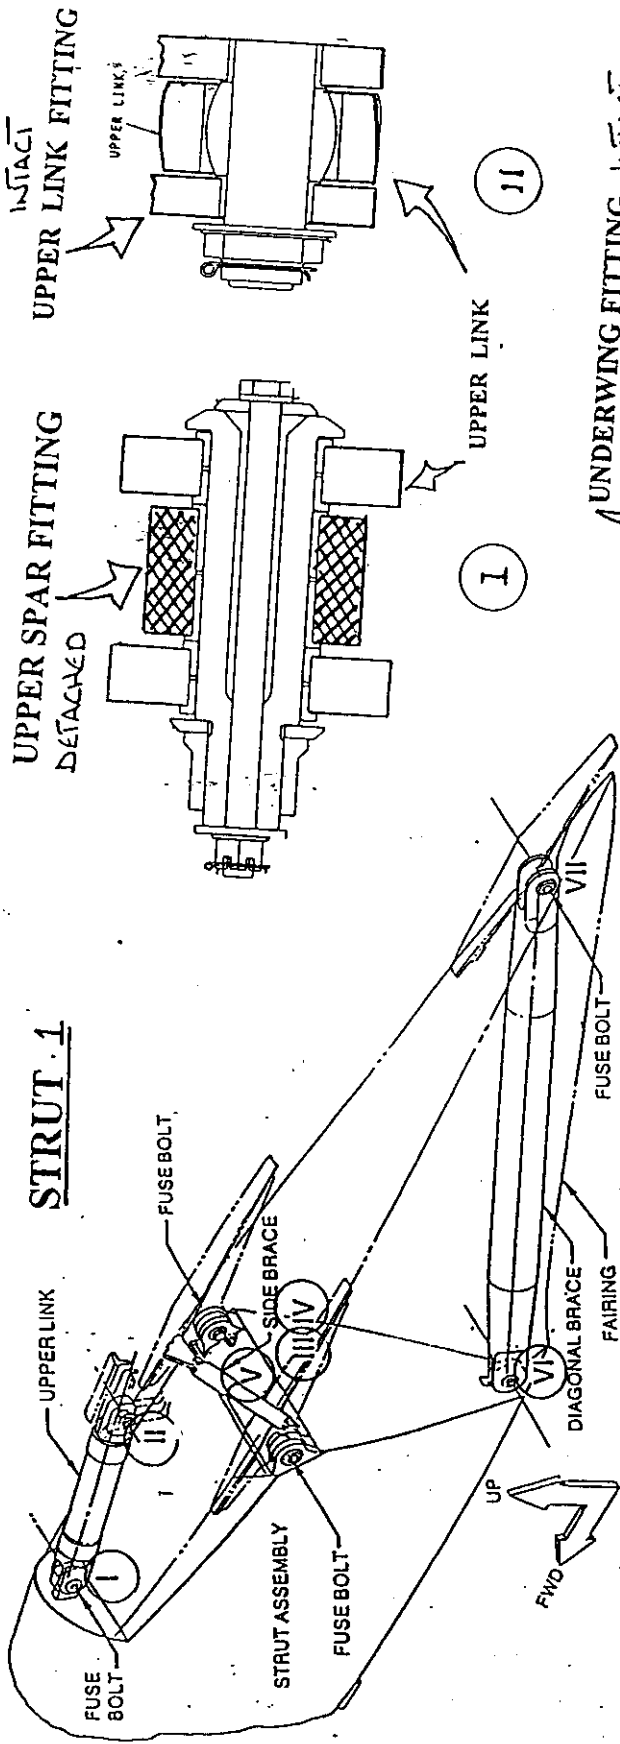 STRUT 1
UPPER SPAR FITTING
DETACHED
INTACT
UPPER LINK FITTING
UPPER LINK
UPPER LINK
I
II
UPPER LINK
FUSE
BOLT
I
II
FUSE BOLT
SIDE BRACE
V
III
IV
STRUT ASSEMBLY
FUSE BOLT
UP
FWD
VI
VII
DIAGONAL BRACE
FAIRING
FUSE BOLT
UNDERWING FITTING